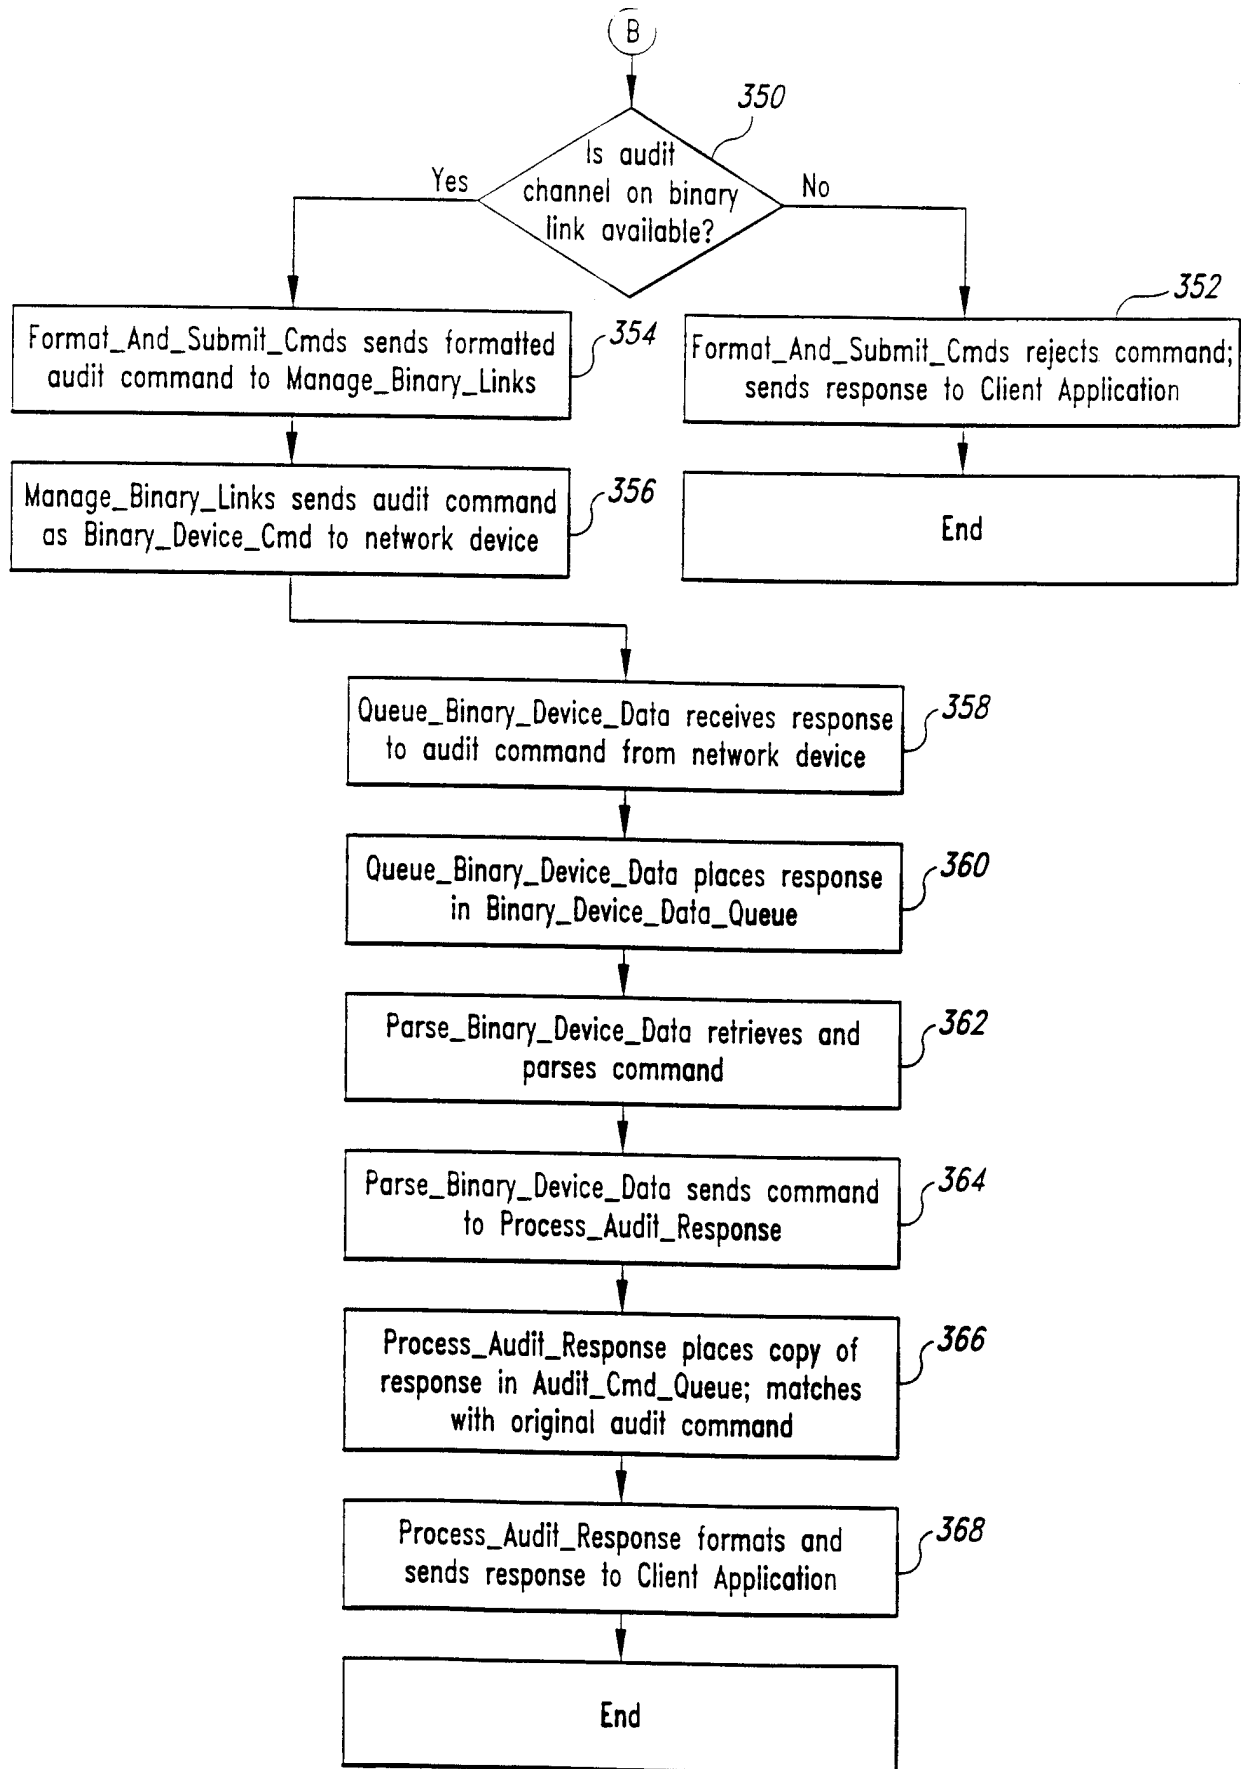 B
350
Is audit
channel on binary
link available?
Yes
No
352
Format_And_Submit_Cmds sends formatted
audit command to Manage_Binary_Links
354
Format_And_Submit_Cmds rejects command;
sends response to Client Application
Manage_Binary_Links sends audit command
as Binary_Device_Cmd to network device
356
End
Queue_Binary_Device_Data receives response
to audit command from network device
358
Queue_Binary_Device_Data places response
in Binary_Device_Data_Queue
360
Parse_Binary_Device_Data retrieves and
parses command
362
Parse_Binary_Device_Data sends command
to Process_Audit_Response
364
Process_Audit_Response places copy of
response in Audit_Cmd_Queue; matches
with original audit command
366
Process_Audit_Response formats and
sends response to Client Application
368
End